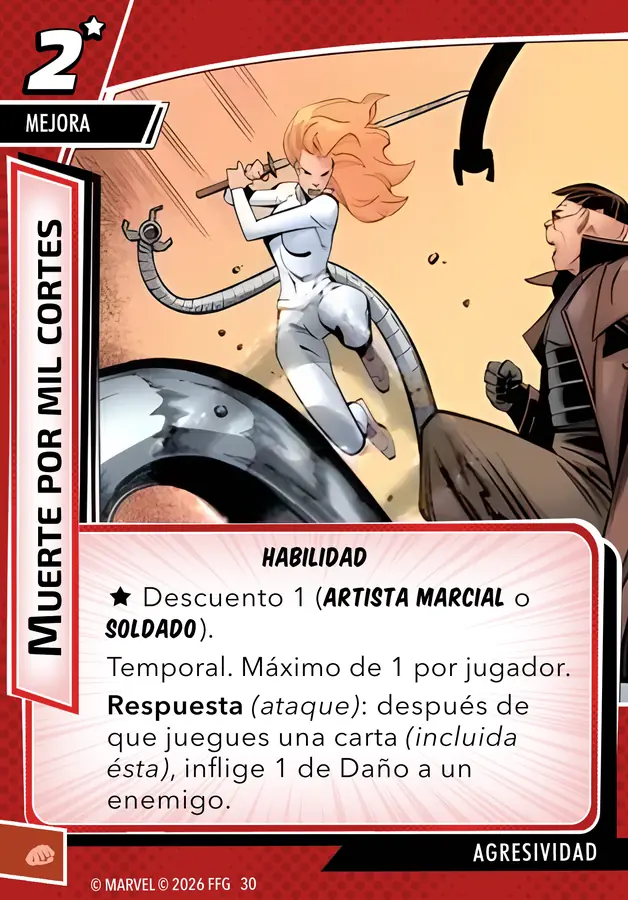 2★
MEJORA
MUERTE POR MIL CORTES
HABILIDAD
★ Descuento 1 (ARTISTA MARCIAL o
SOLDADO).
Temporal. Máximo de 1 por jugador.
Respuesta (ataque): después de
que juegues una carta (incluida
ésta), inflige 1 de Daño a un
enemigo.
AGRESIVIDAD
© MARVEL © 2026 FFG 30